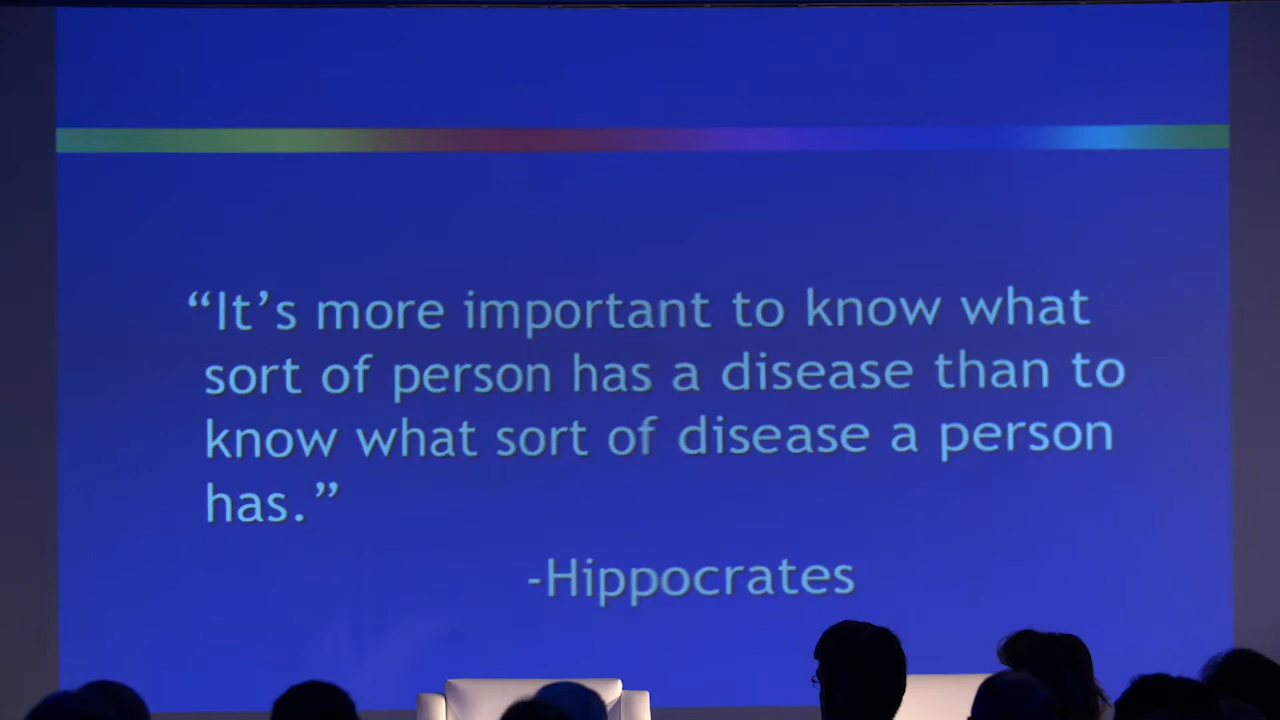 “It’s more important to know what
sort of person has a disease than to
know what sort of disease a person
has.”
-Hippocrates